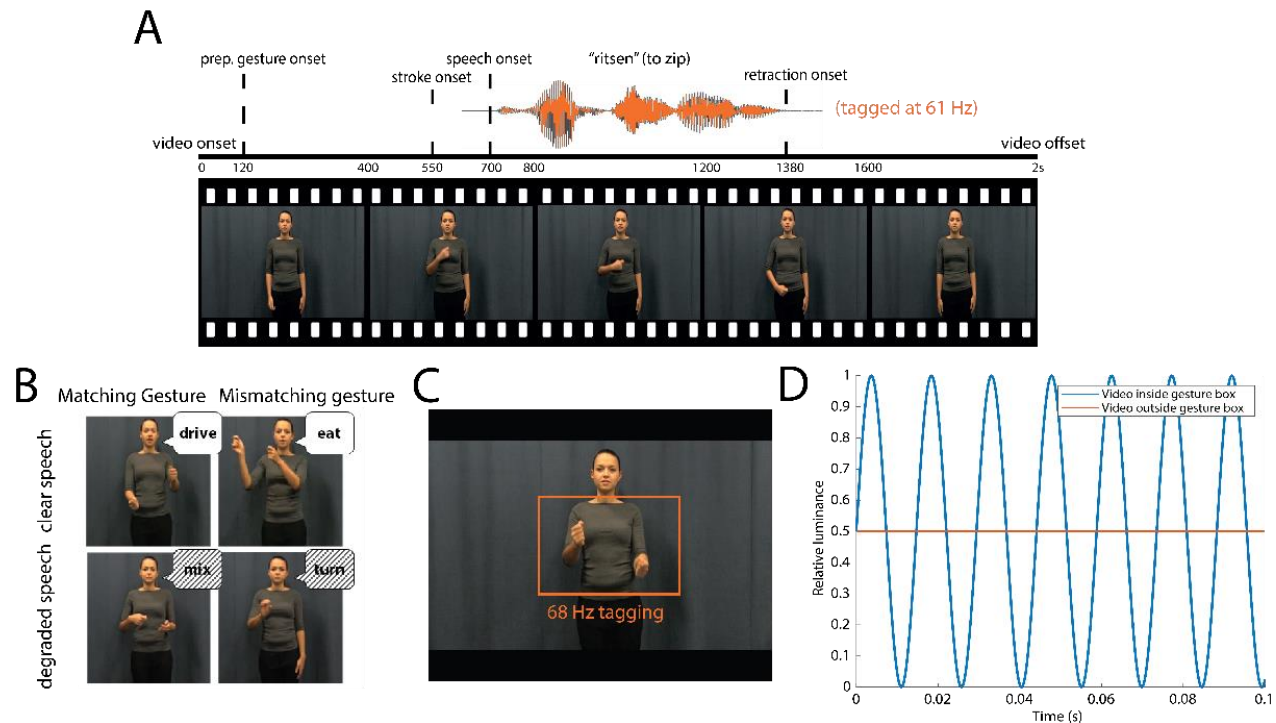 A
prep. gesture onset
speech onset
"ritsen" (to zip)
stroke onset
retraction onset
(tagged at 61 Hz)
video onset
video offset
0 120 400 550 700 800 1200 1380 1600 2s
B
Matching Gesture Mismatching gesture
clear speech
drive
eat
degraded speech
mix
turn
C
68 Hz tagging
D
Video inside gesture box
Video outside gesture box
Relative luminance
1
0.9
0.8
0.7
0.6
0.5
0.4
0.3
0.2
0.1
0
0 0.02 0.04 0.06 0.08 0.1
Time (s)